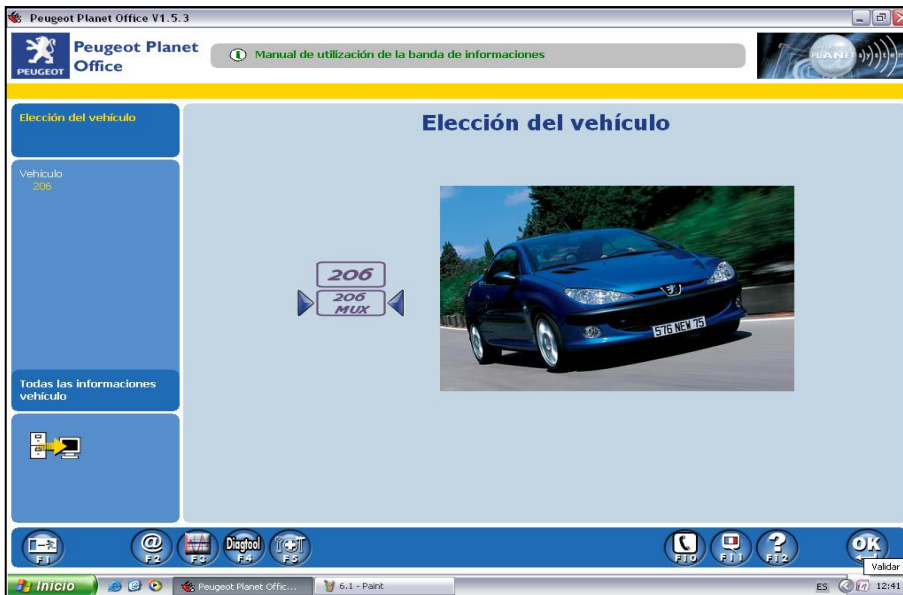 Peugeot Planet Office V1.5.3
PEUGEOT
Peugeot Planet
Office
Manual de utilización de la banda de informaciones
PLANET system
Elección del vehículo
Elección del vehículo
Vehículo
206
206
206
MUX
576 NEW 75
Todas las informaciones
vehículo
F1
@
F2
F3
Diagtool
F4
F5
F10
F11
?
F12
OK
Validar
Inicio
Peugeot Planet Offic...
6.1 - Paint
ES
12:41